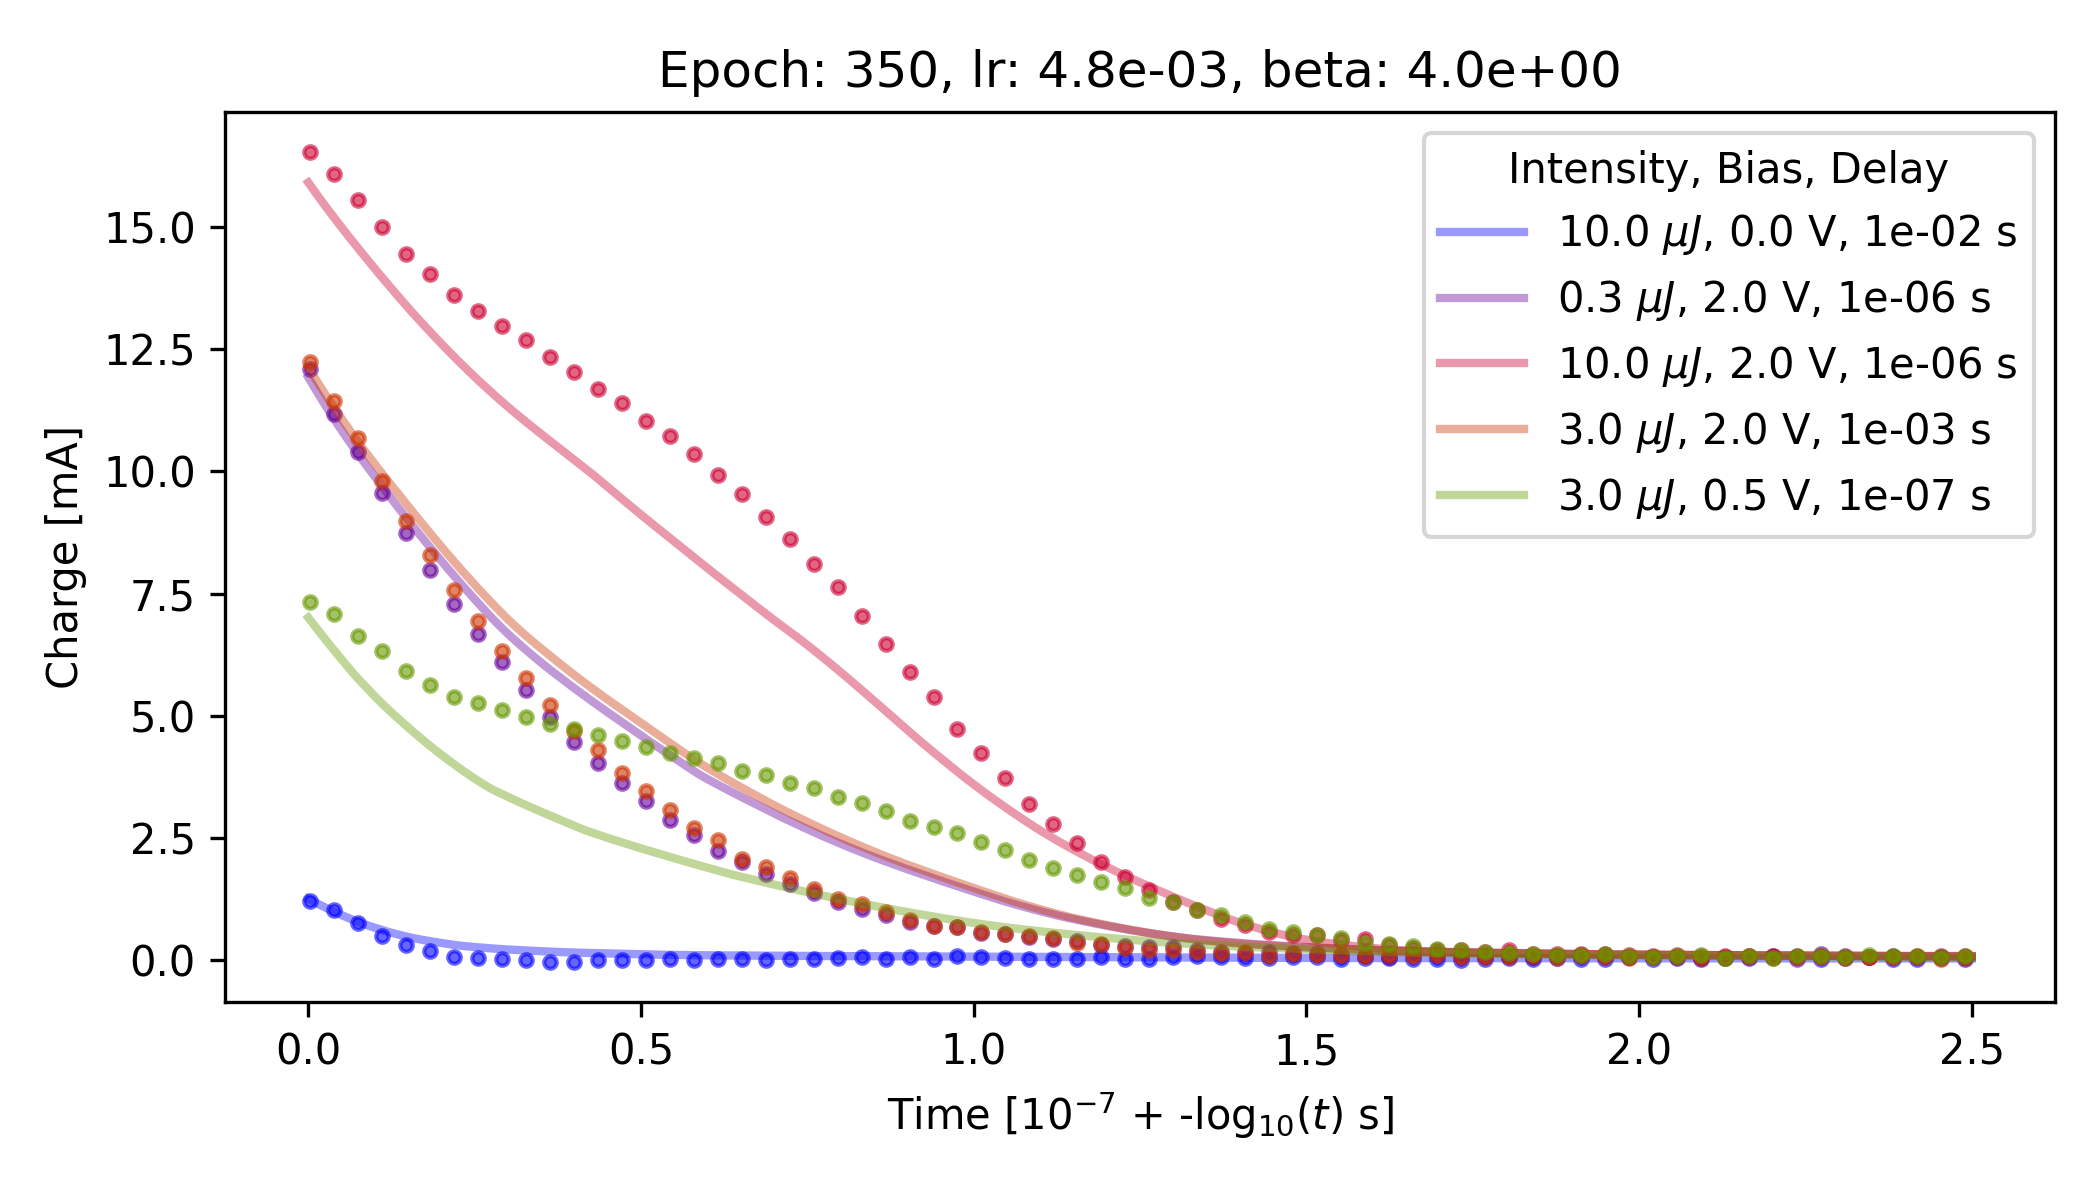 Epoch: 350, lr: 4.8e-03, beta: 4.0e+00
Charge [mA]
15.0
12.5
10.0
7.5
5.0
2.5
0.0
Intensity, Bias, Delay
10.0 μJ, 0.0 V, 1e-02 s
0.3 μJ, 2.0 V, 1e-06 s
10.0 μJ, 2.0 V, 1e-06 s
3.0 μJ, 2.0 V, 1e-03 s
3.0 μJ, 0.5 V, 1e-07 s
0.0 0.5 1.0 1.5 2.0 2.5
Time [10⁻⁷ + -log₁₀(t) s]